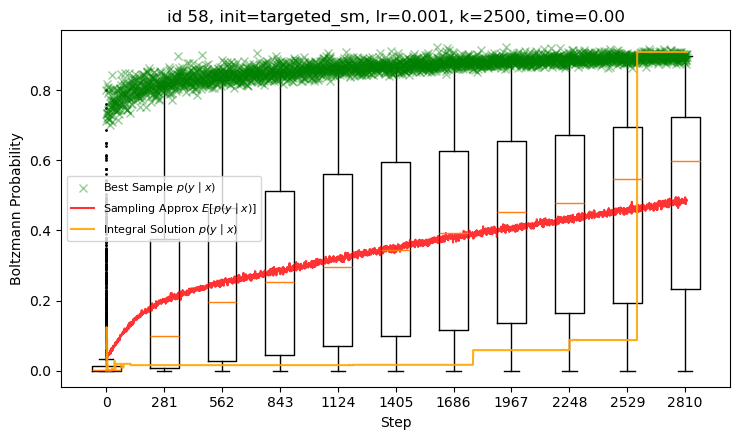 id 58, init=targeted_sm, lr=0.001, k=2500, time=0.00
Boltzmann Probability
0.8
0.6
0.4
0.2
0.0
Best Sample p(y | x)
Sampling Approx E[p(y | x)]
Integral Solution p(y | x)
0 281 562 843 1124 1405 1686 1967 2248 2529 2810
Step